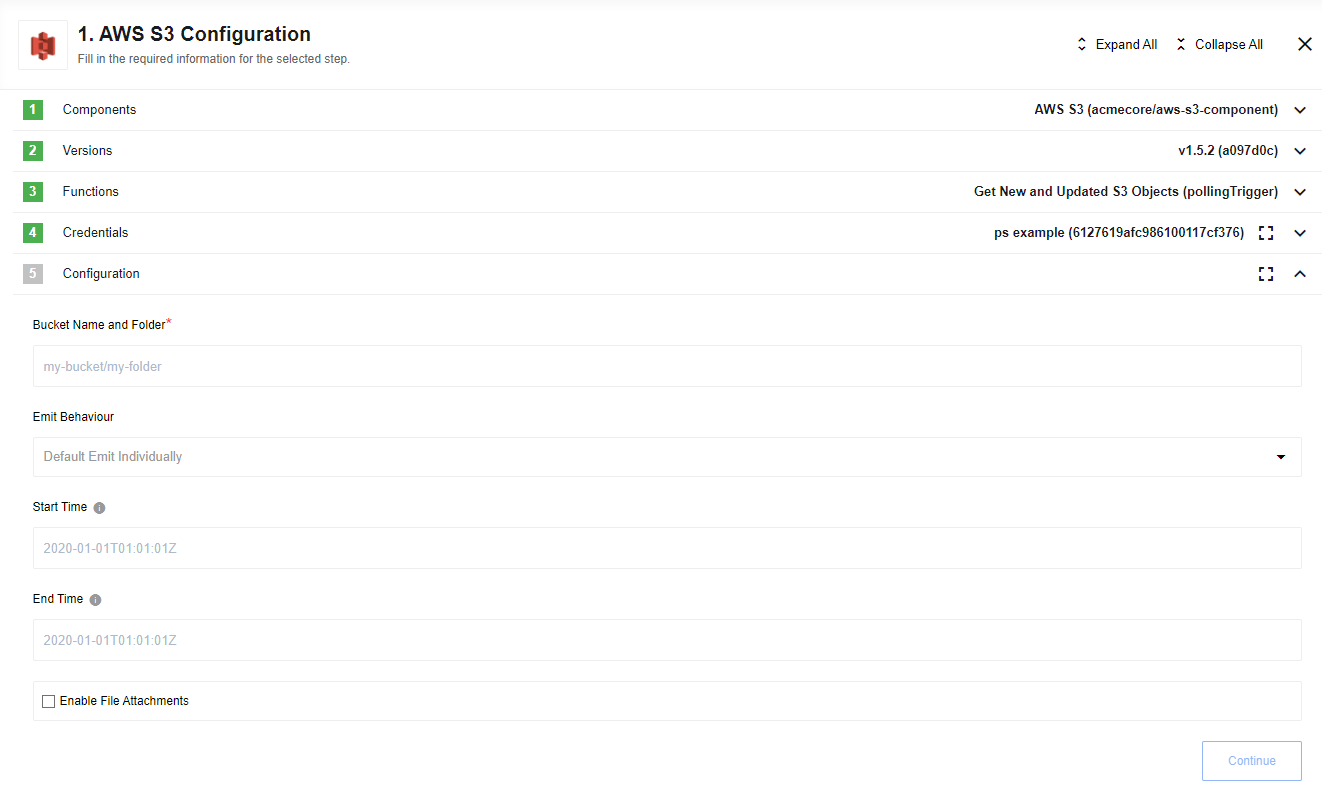 1. AWS S3 Configuration
Fill in the required information for the selected step.
Expand All
Collapse All
1 Components AWS S3 (acmecore/aws-s3-component)
2 Versions v1.5.2 (a097d0c)
3 Functions Get New and Updated S3 Objects (pollingTrigger)
4 Credentials ps example (6127619afc986100117cf376)
5 Configuration
Bucket Name and Folder*
my-bucket/my-folder
Emit Behaviour
Default Emit Individually
Start Time i
2020-01-01T01:01:01Z
End Time i
2020-01-01T01:01:01Z
Enable File Attachments
Continue